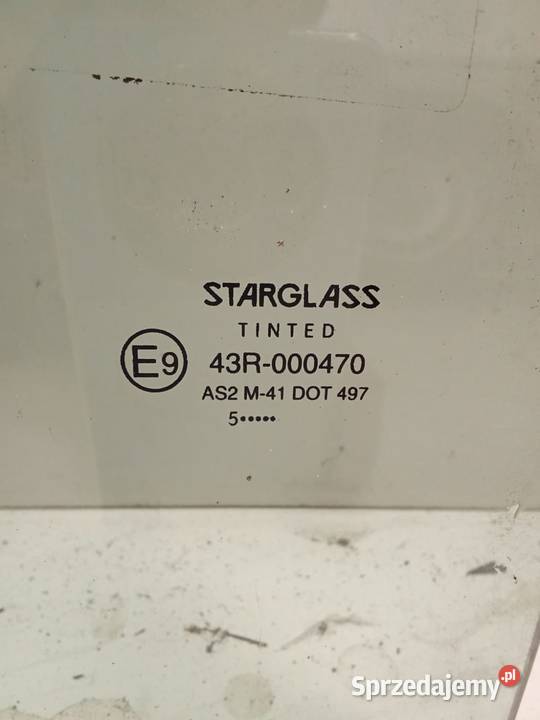 STARGLASS
TINTED
E9 43R-000470
AS2 M-41 DOT 497
5•••••
Sprzedajemy.pl